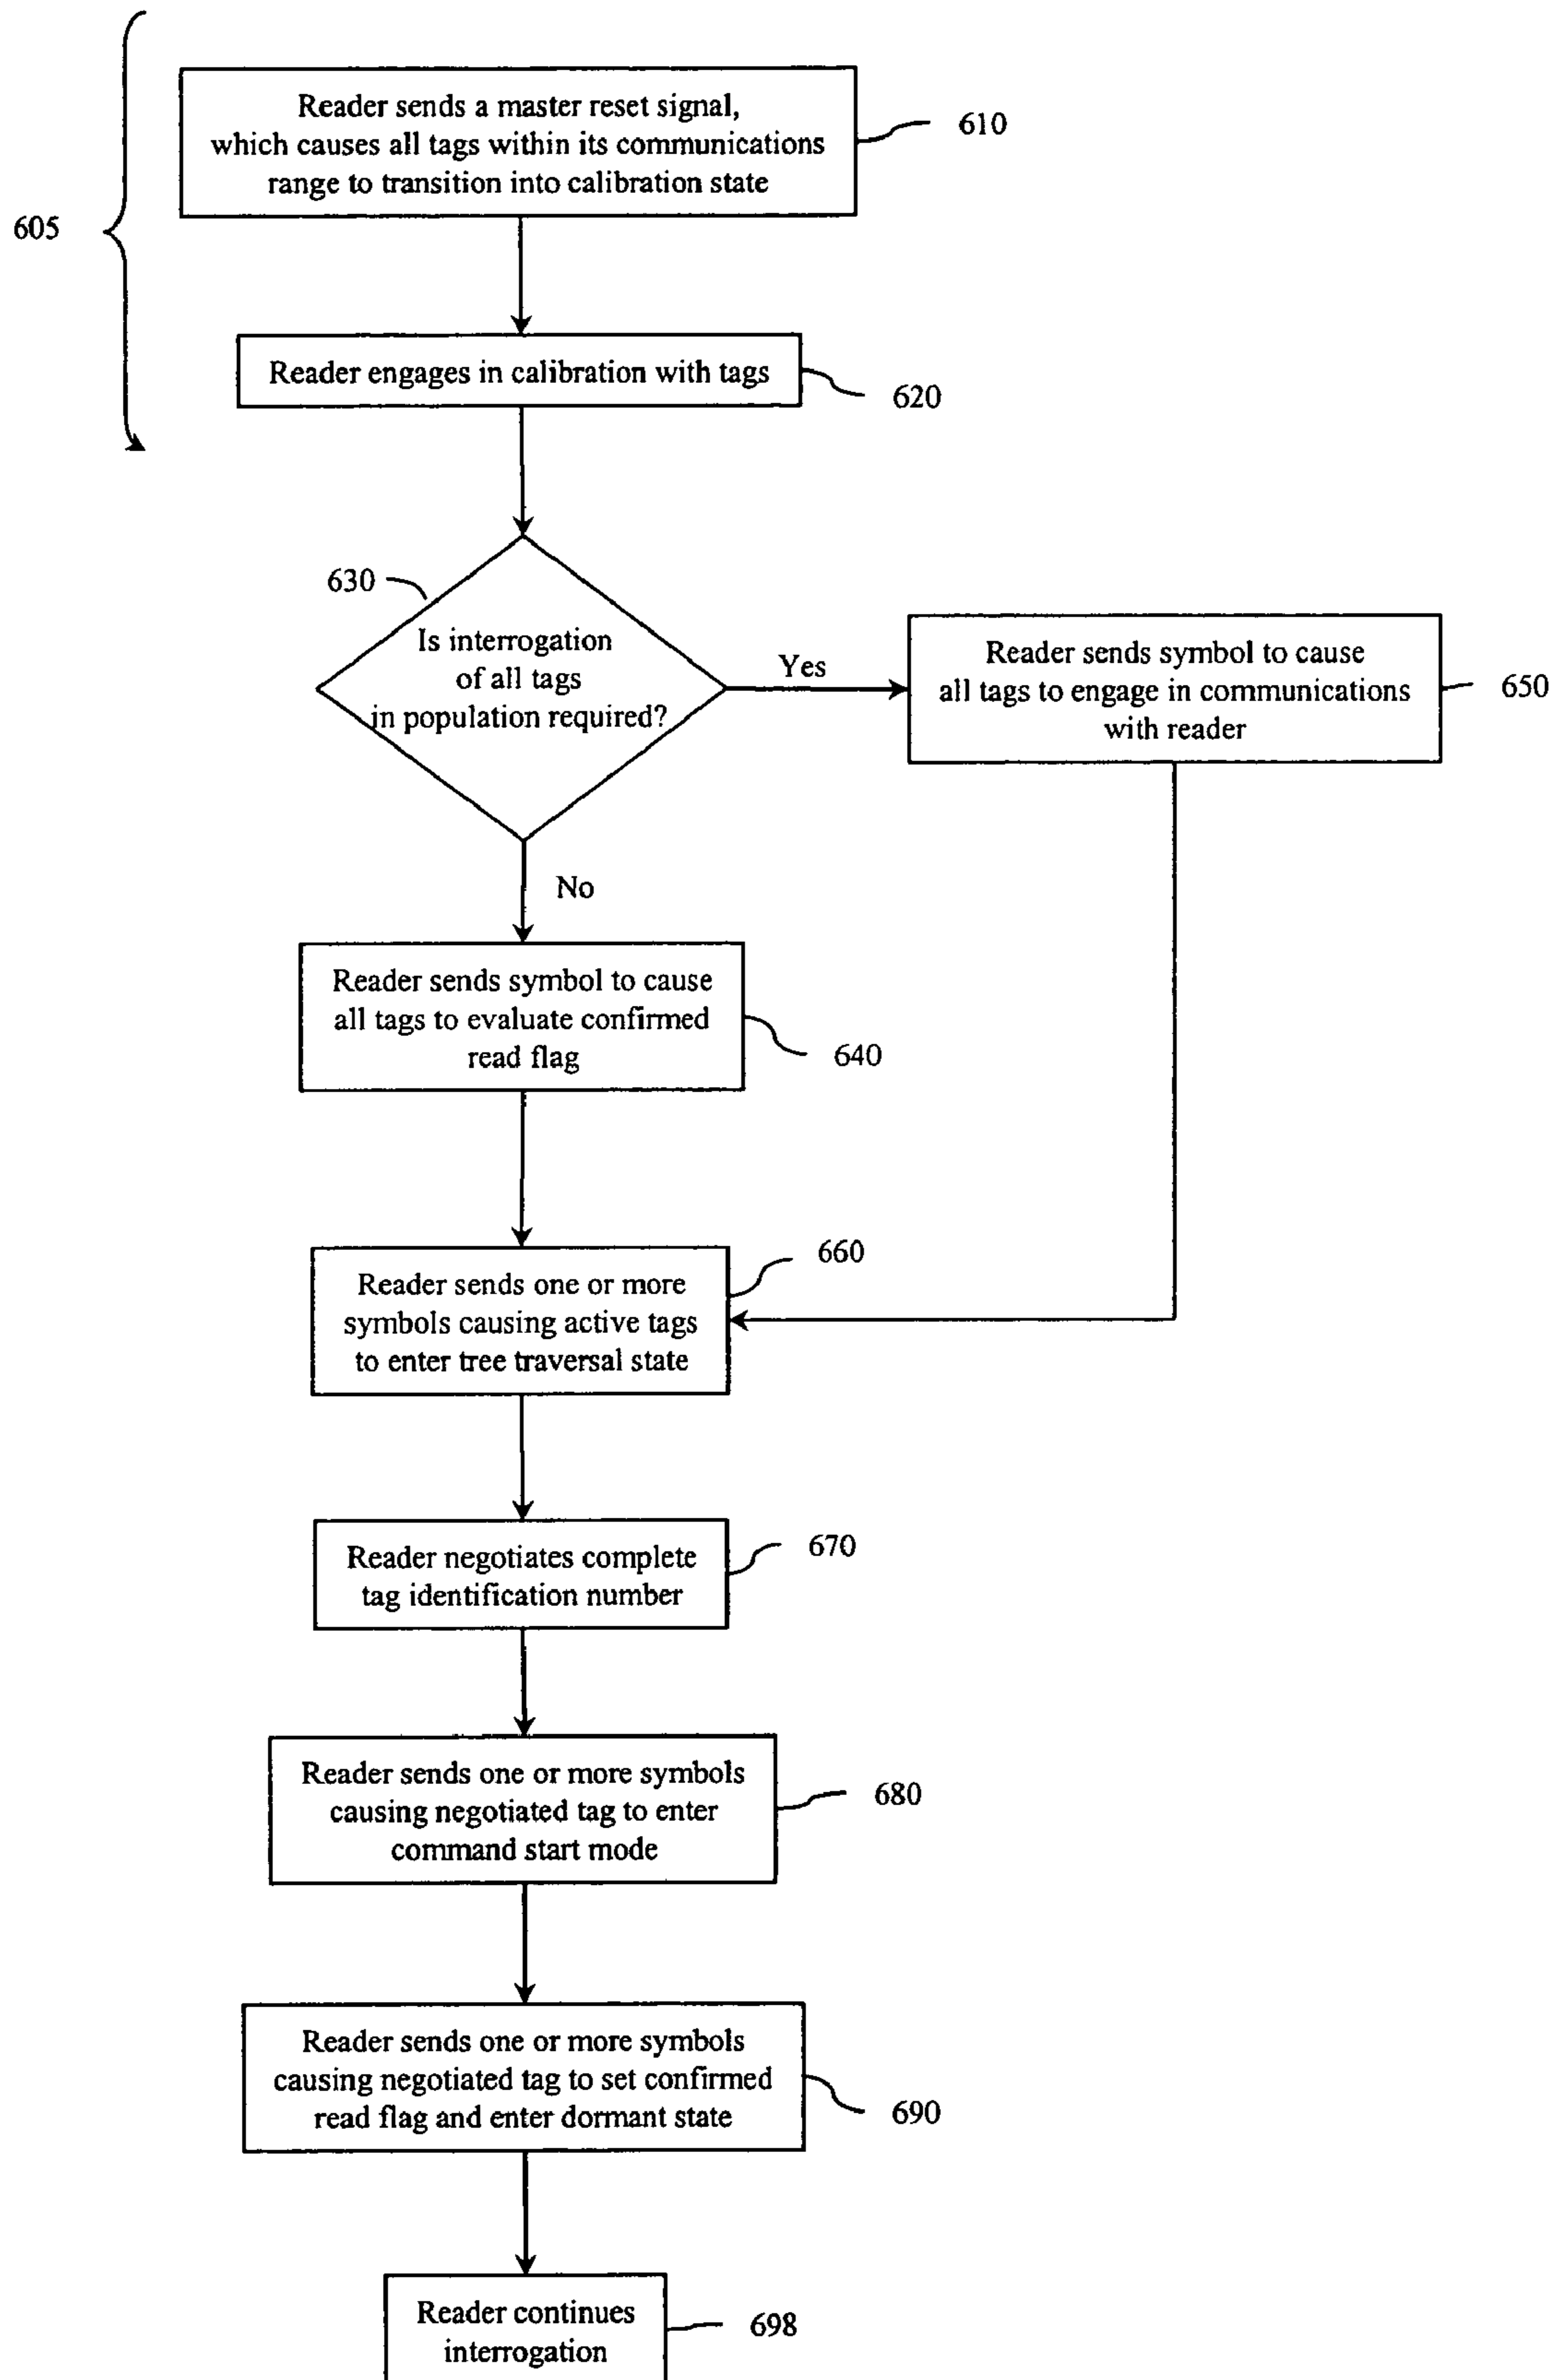 Reader sends a master reset signal,
which causes all tags within its communications
range to transition into calibration state
610
605
Reader engages in calibration with tags
620
630
Is interrogation
of all tags
in population required?
Yes
Reader sends symbol to cause
all tags to engage in communications
with reader
650
No
Reader sends symbol to cause
all tags to evaluate confirmed
read flag
640
Reader sends one or more
symbols causing active tags
to enter tree traversal state
660
Reader negotiates complete
tag identification number
670
Reader sends one or more symbols
causing negotiated tag to enter
command start mode
680
Reader sends one or more symbols
causing negotiated tag to set confirmed
read flag and enter dormant state
690
Reader continues
interrogation
698